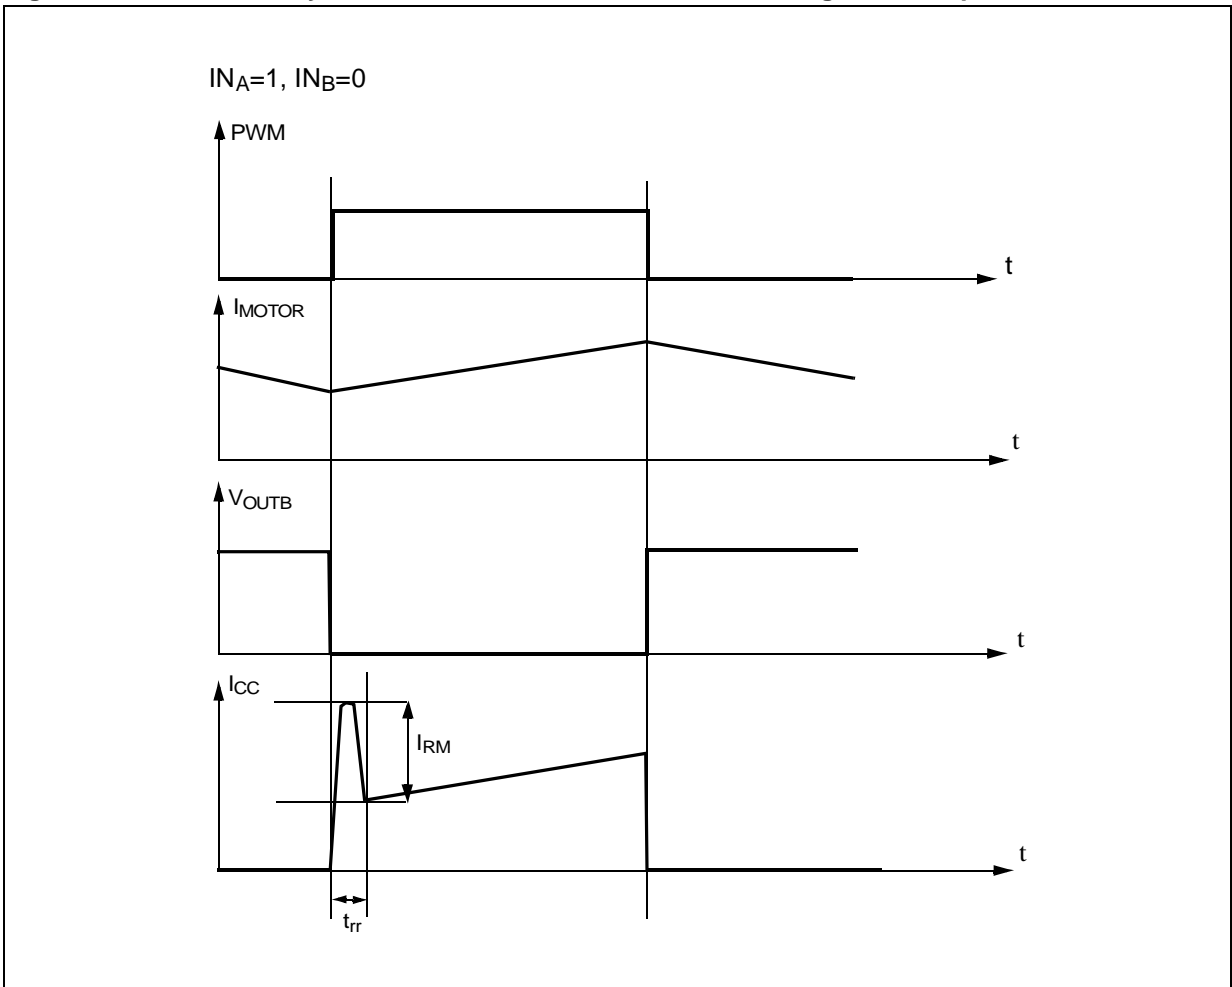 IN_A=1, IN_B=0
PWM
t
I_MOTOR
t
V_OUTB
t
I_CC
I_RM
t
t_rr